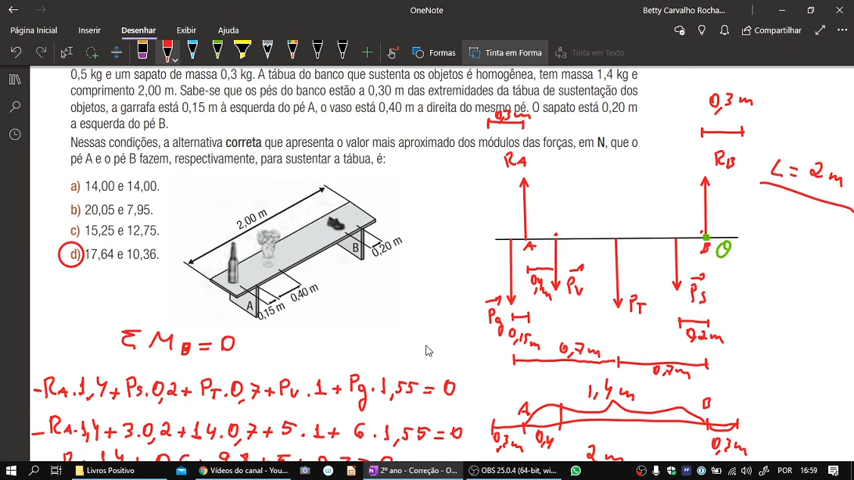 OneNote
Betty Carvalho Rocha...
Página Inicial Inserir Desenhar Exibir Ajuda Compartilhar
Formas Tinta em Forma Tinta em Texto
0,5 kg e um sapato de massa 0,3 kg. A tábua do banco que sustenta os objetos é homogênea, tem massa 1,4 kg e
comprimento 2,00 m. Sabe-se que os pés do banco estão a 0,30 m das extremidades da tábua de sustentação dos
objetos, a garrafa está 0,15 m à esquerda do pé A, o vaso está 0,40 m a direita do mesmo pé. O sapato está 0,20 m
a esquerda do pé B.
Nessas condições, a alternativa correta que apresenta o valor mais aproximado dos módulos das forças, em N, que o
pé A e o pé B fazem, respectivamente, para sustentar a tábua, é:
a) 14,00 e 14,00.
b) 20,05 e 7,95.
c) 15,25 e 12,75.
d) 17,64 e 10,36.
2,00 m
B
0,20 m
A
0,40 m
0,15 m
0,3m
0,3m
RA
RB
L = 2 m
A
B
O
0,4m
Pg
PV
PT
PS
0,15m
0,2m
0,7m
0,7m
Σ MB = 0
-RA.1,4+PS.0,2+PT.0,7+PV.1+Pg.1,55=0
-RA.1,4+3.0,2+14.0,7+5.1+6.1,55=0
1,4m
A
B
0,3m
0,4
0,3m
2m
Livros Positivo
Vídeos do canal - You...
2º ano - Correção - O...
OBS 25.0.4 (64-bit, wi...
POR
16:59